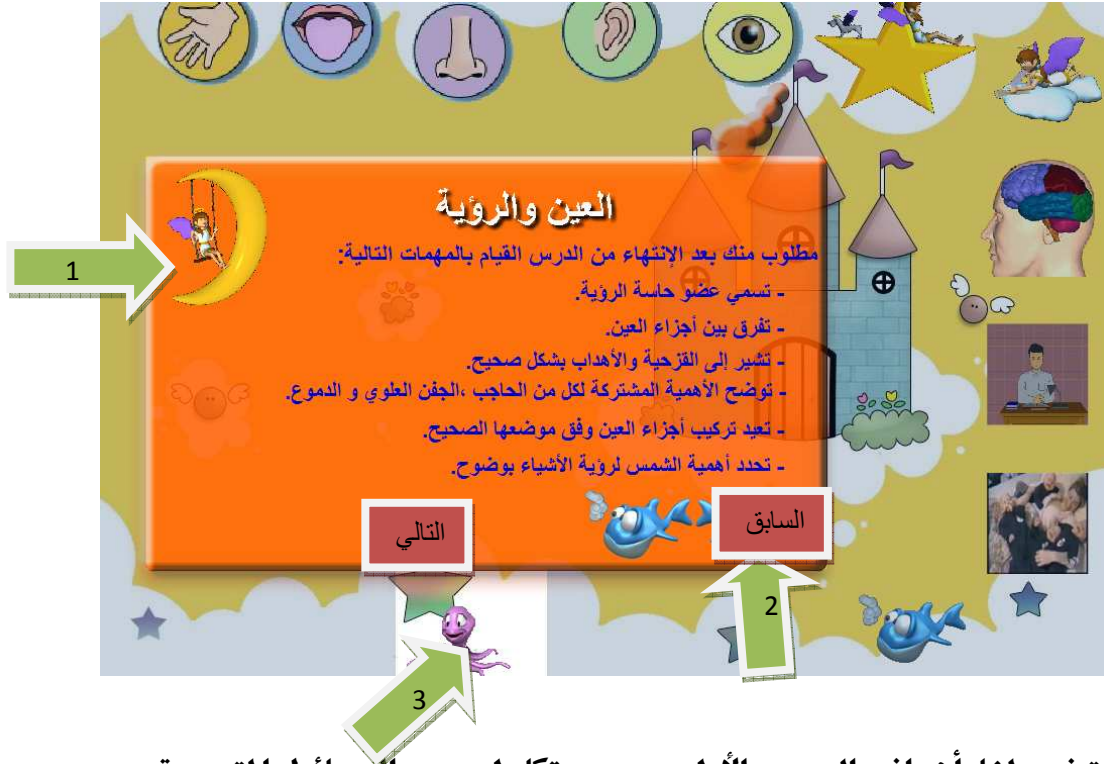 العين والرؤية
مطلوب منك بعد الإنتهاء من الدرس القيام بالمهمات التالية:
- تسمي عضو حاسة الرؤية.
- تفرق بين أجزاء العين.
- تشير إلى القزحية والأهداب بشكل صحيح.
- توضح الأهمية المشتركة لكل من الحاجب ،الجفن العلوي و الدموع.
- تعيد تركيب أجزاء العين وفق موضعها الصحيح.
- تحدد أهمية الشمس لرؤية الأشياء بوضوح.
السابق
التالي
1
2
3